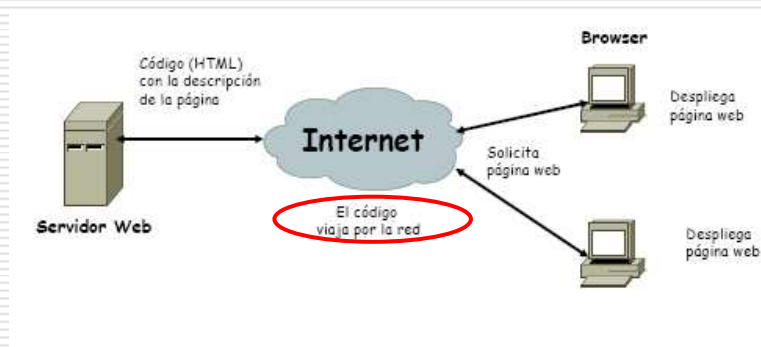 Browser
Código (HTML)
con la descripción
de la página
Despliega
página web
Internet
Solicita
página web
Servidor Web
El código
viaja por la red
Despliega
página web